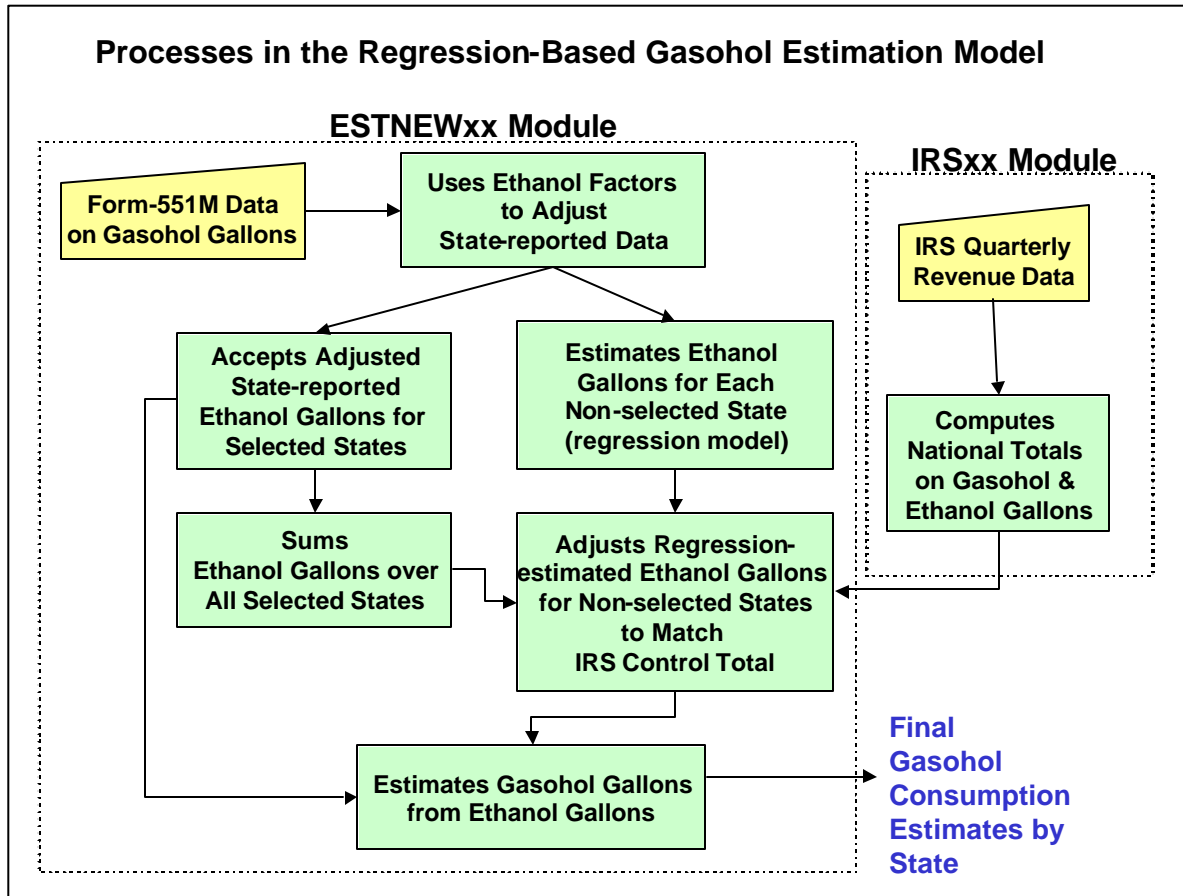 Processes in the Regression-Based Gasohol Estimation Model
ESTNEWxx Module
IRSxx Module
Form-551M Data
on Gasohol Gallons
Uses Ethanol Factors
to Adjust
State-reported Data
IRS Quarterly
Revenue Data
Accepts Adjusted
State-reported
Ethanol Gallons for
Selected States
Estimates Ethanol
Gallons for Each
Non-selected State
(regression model)
Computes
National Totals
on Gasohol &
Ethanol Gallons
Sums
Ethanol Gallons over
All Selected States
Adjusts Regression-
estimated Ethanol Gallons
for Non-selected States
to Match
IRS Control Total
Estimates Gasohol Gallons
from Ethanol Gallons
Final
Gasohol
Consumption
Estimates by
State